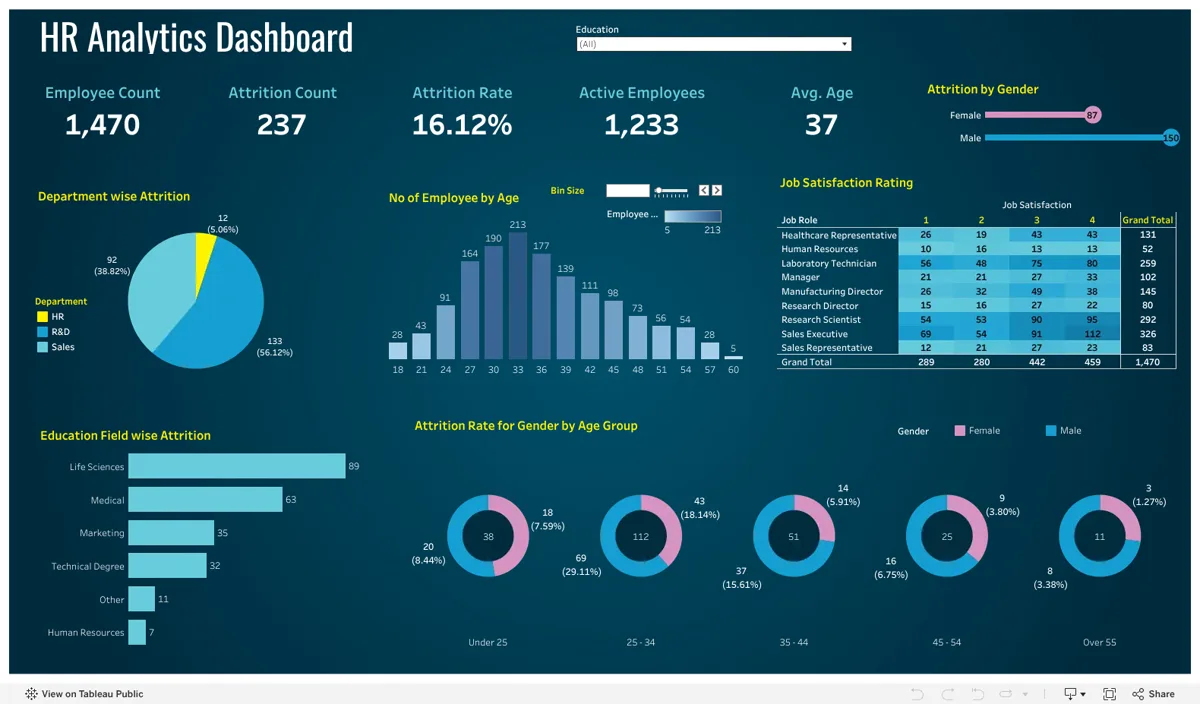 HR Analytics Dashboard
Education
(All)
Employee Count
1,470
Attrition Count
237
Attrition Rate
16.12%
Active Employees
1,233
Avg. Age
37
Attrition by Gender
Female 87
Male 150
Department wise Attrition
12
(5.06%)
92
(38.82%)
133
(56.12%)
Department
HR
R&D
Sales
No of Employee by Age
Bin Size
Employee ...
5 213
28 43 91 164 190 213 177 139 111 98 73 56 54 28 5
18 21 24 27 30 33 36 39 42 45 48 51 54 57 60
Job Satisfaction Rating
Job Satisfaction
Job Role 1 2 3 4 Grand Total
Healthcare Representative 26 19 43 43 131
Human Resources 10 16 13 13 52
Laboratory Technician 56 48 75 80 259
Manager 21 21 27 33 102
Manufacturing Director 26 32 49 38 145
Research Director 15 16 27 22 80
Research Scientist 54 53 90 95 292
Sales Executive 69 54 91 112 326
Sales Representative 12 21 27 23 83
Grand Total 289 280 442 459 1,470
Education Field wise Attrition
Life Sciences 89
Medical 63
Marketing 35
Technical Degree 32
Other 11
Human Resources 7
Attrition Rate for Gender by Age Group
Gender Female Male
38
18
(7.59%)
20
(8.44%)
Under 25
112
43
(18.14%)
69
(29.11%)
25 - 34
51
14
(5.91%)
37
(15.61%)
35 - 44
25
9
(3.80%)
16
(6.75%)
45 - 54
11
3
(1.27%)
8
(3.38%)
Over 55
View on Tableau Public
Share